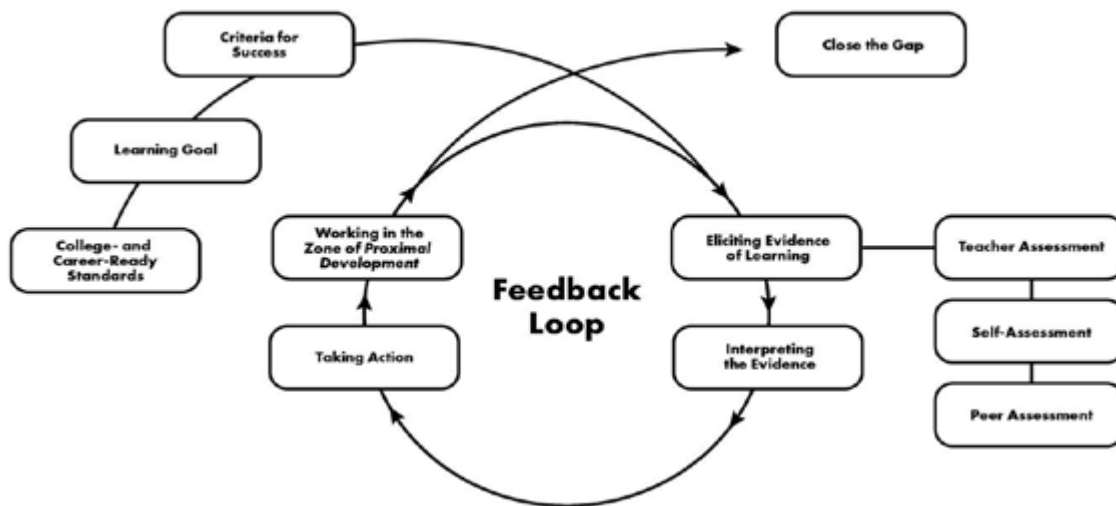 Criteria for
Success
Close the Gap
Learning Goal
College- and
Career-Ready
Standards
Working in the
Zone of Proximal
Development
Eliciting Evidence
of Learning
Teacher Assessment
Feedback
Loop
Taking Action
Interpreting
the Evidence
Self-Assessment
Peer Assessment